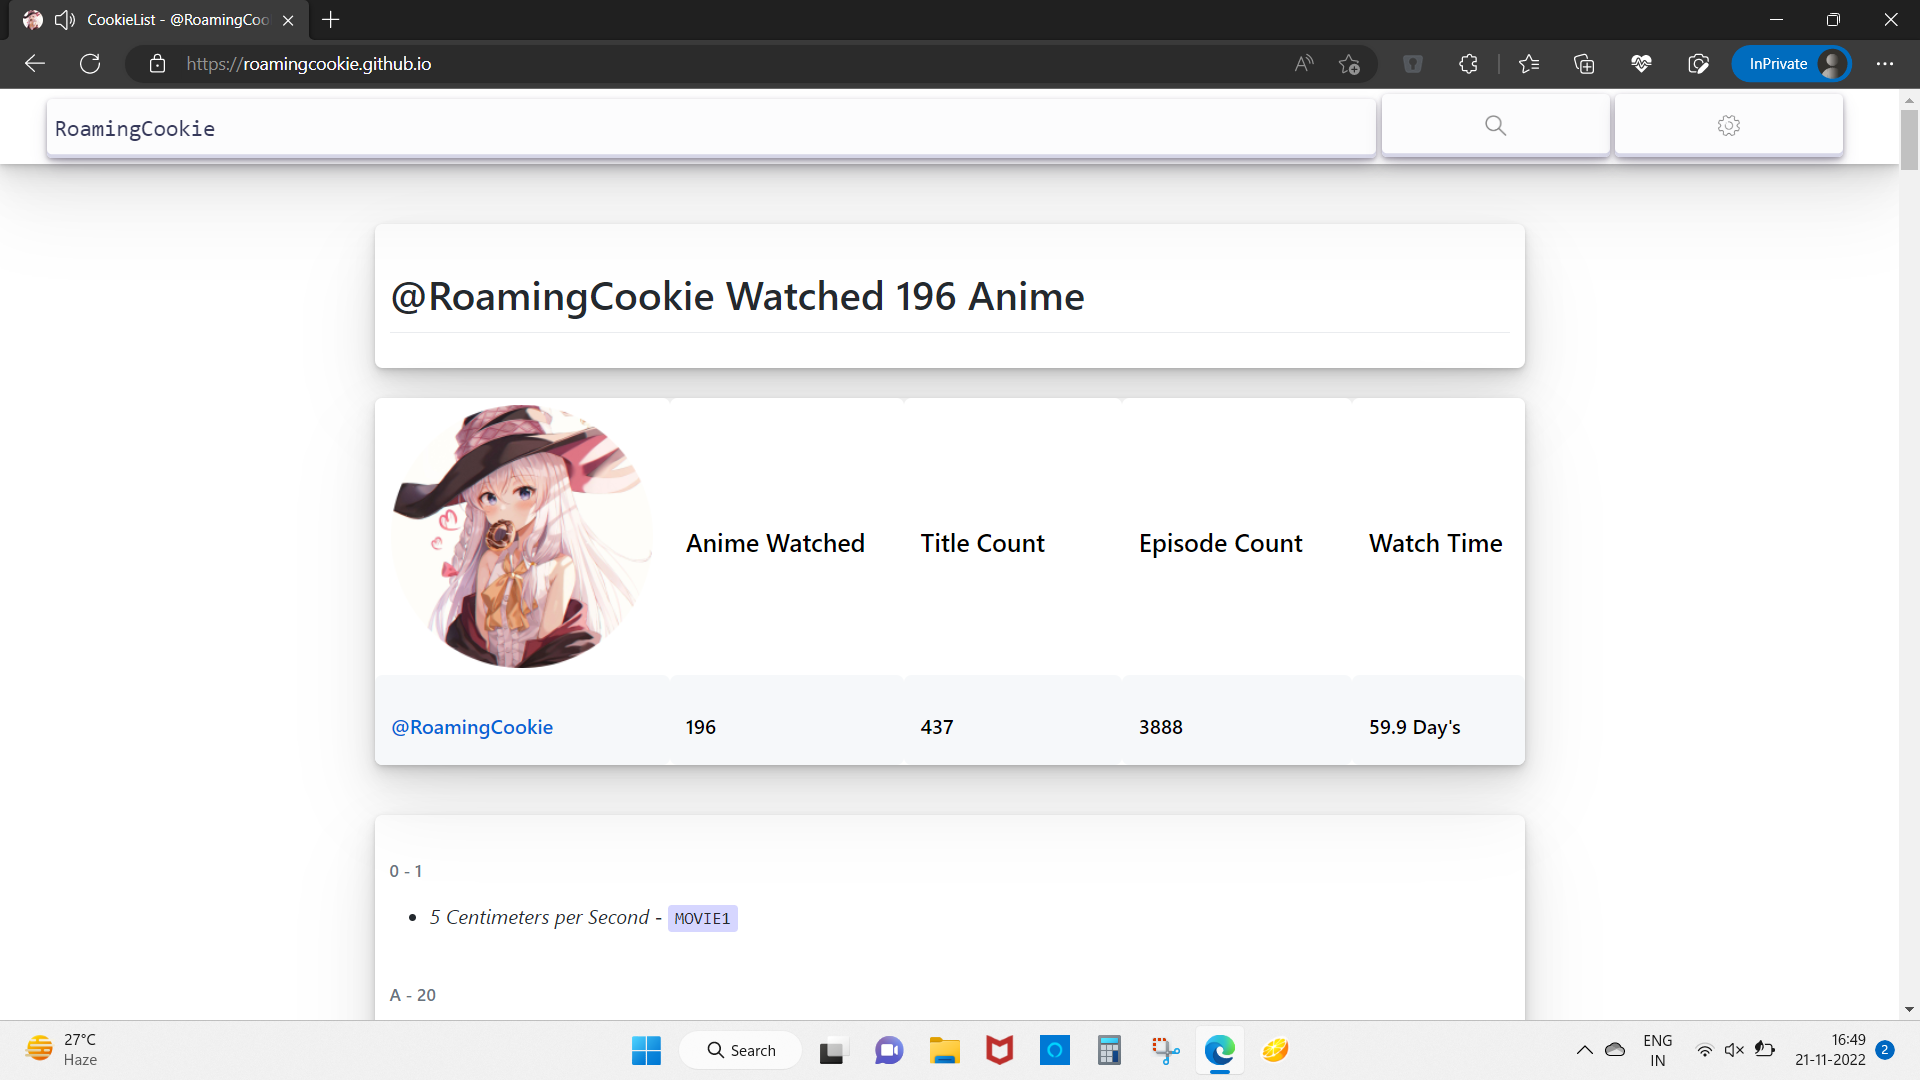 CookieList - @RoamingCoo
https://roamingcookie.github.io
InPrivate
RoamingCookie
@RoamingCookie Watched 196 Anime
Anime Watched Title Count Episode Count Watch Time
@RoamingCookie 196 437 3888 59.9 Day's
0 - 1
• 5 Centimeters per Second - MOVIE1
A - 20
27°C
Haze
Search
ENG
IN
16:49
21-11-2022
2